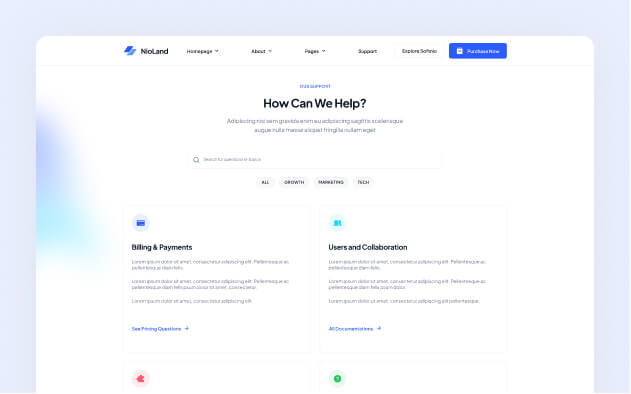 NioLand
Homepage
About
Pages
Support
Explore Softnio
Purchase Now
OUR SUPPORT
How Can We Help?
Adipiscing nisi sem gravida enim eu adipiscing sagittis scelerisque
augue nulla massa aliquet fringilla nullam eget
Search for questions or topics
ALL
GROWTH
MARKETING
TECH
Billing & Payments
Lorem ipsum dolor sit amet, consectetur adipiscing elit. Pellentesque ac
pellentesque diam felis.
Lorem ipsum dolor sit amet, consectetur adipiscing elit. Pellentesque ac
pellentesque diam felis ipsum dolor sit amet, consectetur.
Lorem ipsum dolor sit amet, consectetur adipiscing elit.
See Pricing Questions
Users and Collaboration
Lorem ipsum dolor sit amet, consectetur adipiscing elit. Pellentesque ac
pellentesque diam felis.
Lorem ipsum dolor sit amet, consectetur adipiscing elit. Pellentesque ac
pellentesque diam felis ipsum dolor.
Lorem ipsum dolor sit amet, consectetur adipiscing elit pellentesque.
All Documentations